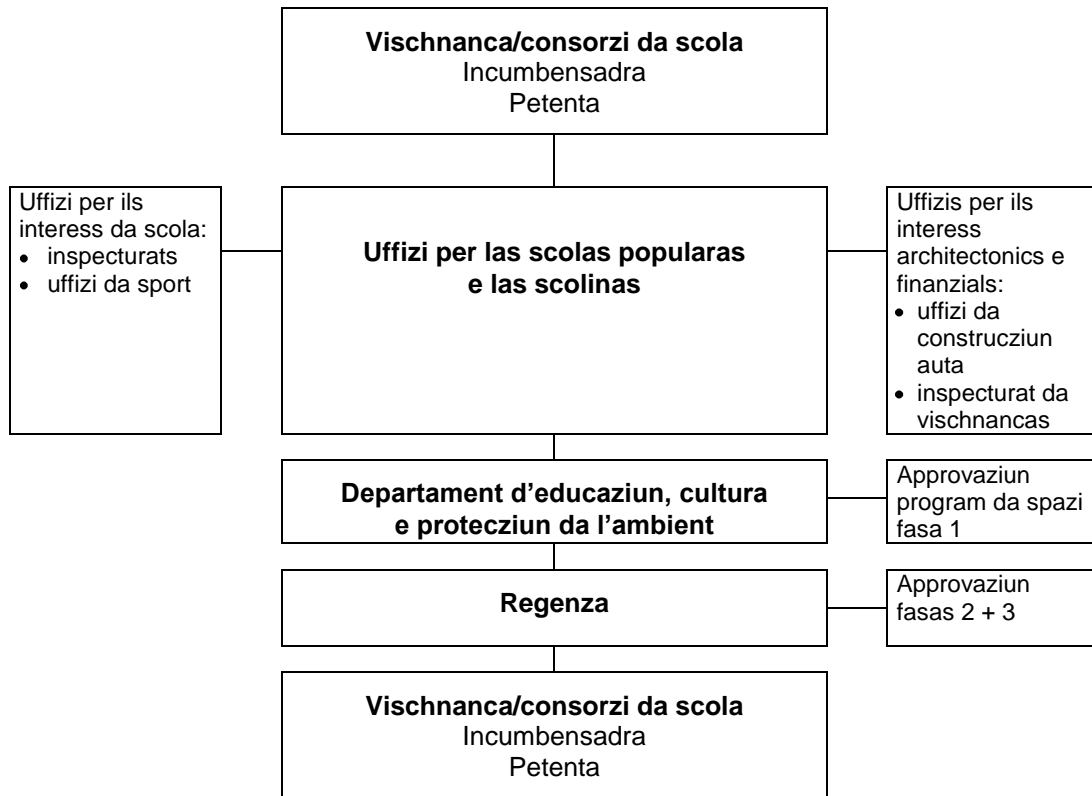 Vischnanca/consorzi da scola
Incumbensadra
Petenta
Uffizi per ils
interess da scola:
• inspecturats
• uffizi da sport
Uffizi per las scolas popularas
e las scolinas
Uffizis per ils
interess
architectonics e
finanzials:
• uffizi da
construcziun
auta
• inspecturat da
vischnancas
Departament d’educaziun, cultura
e protecziun da l’ambient
Approvaziun
program da spazi
fasa 1
Regenza
Approvaziun
fasas 2 + 3
Vischnanca/consorzi da scola
Incumbensadra
Petenta